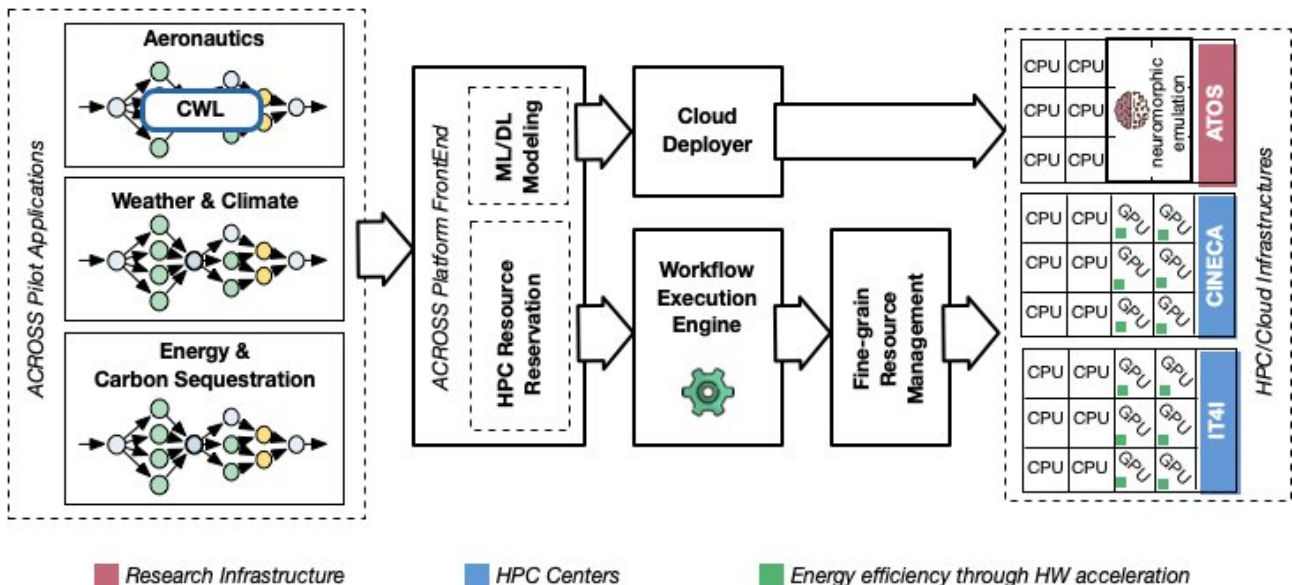 ACROSS Pilot Applications
Aeronautics
CWL
Weather & Climate
Energy &
Carbon Sequestration
ACROSS Platform FrontEnd
ML/DL
Modeling
HPC Resource
Reservation
Cloud
Deployer
Workflow
Execution
Engine
Fine-grain
Resource
Management
CPU CPU
CPU CPU
CPU CPU
neuromorphic
emulation
ATOS
CPU CPU GPU GPU
CPU CPU GPU GPU
CPU CPU GPU GPU
CINECA
CPU CPU GPU GPU
CPU CPU GPU GPU
CPU CPU GPU GPU
IT4I
HPC/Cloud Infrastructures
Research Infrastructure
HPC Centers
Energy efficiency through HW acceleration